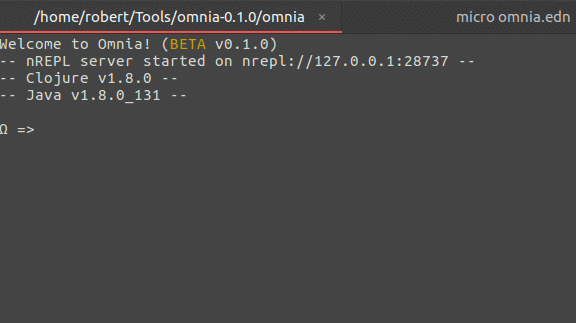 /home/robert/Tools/omnia-0.1.0/omnia × micro omnia.edn
Welcome to Omnia! (BETA v0.1.0)
-- nREPL server started on nrepl://127.0.0.1:28737 --
-- Clojure v1.8.0 --
-- Java v1.8.0_131 --
Ω =>